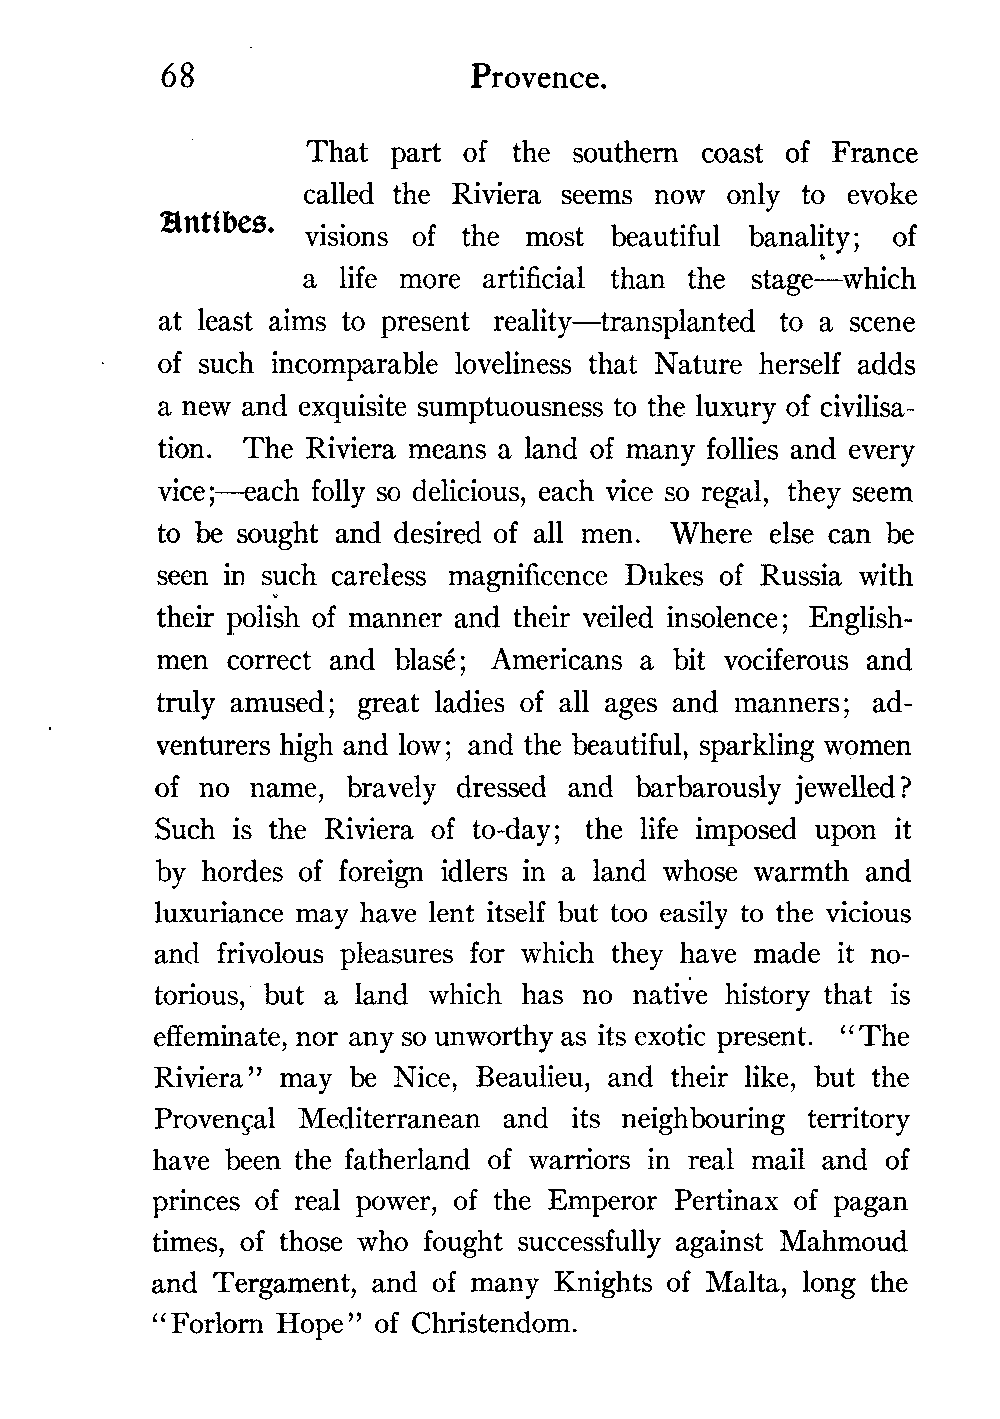 68 Provence.
That part of the southern coast of France
called the Riviera seems now only to evoke
Antibes.
visions of the most beautiful banality; of
a life more artificial than the stage—which
at least aims to present reality—transplanted to a scene
of such incomparable loveliness that Nature herself adds
a new and exquisite sumptuousness to the luxury of civilisa-
tion. The Riviera means a land of many follies and every
vice;—each folly so delicious, each vice so regal, they seem
to be sought and desired of all men. Where else can be
seen in such careless magnificence Dukes of Russia with
their polish of manner and their veiled insolence; English-
men correct and blasé; Americans a bit vociferous and
truly amused; great ladies of all ages and manners; ad-
venturers high and low; and the beautiful, sparkling women
of no name, bravely dressed and barbarously jewelled?
Such is the Riviera of to-day; the life imposed upon it
by hordes of foreign idlers in a land whose warmth and
luxuriance may have lent itself but too easily to the vicious
and frivolous pleasures for which they have made it no-
torious, but a land which has no native history that is
effeminate, nor any so unworthy as its exotic present. "The
Riviera" may be Nice, Beaulieu, and their like, but the
Provençal Mediterranean and its neighbouring territory
have been the fatherland of warriors in real mail and of
princes of real power, of the Emperor Pertinax of pagan
times, of those who fought successfully against Mahmoud
and Tergament, and of many Knights of Malta, long the
"Forlorn Hope" of Christendom.